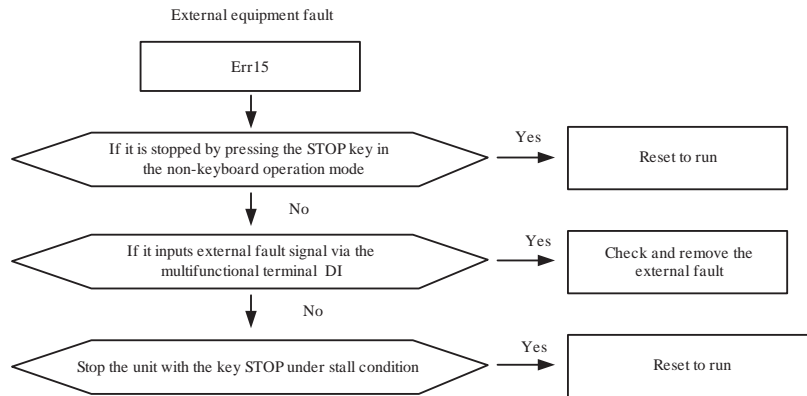 External equipment fault
Err15
If it is stopped by pressing the STOP key in
the non-keyboard operation mode
Yes
Reset to run
No
If it inputs external fault signal via the
multifunctional terminal DI
Yes
Check and remove the
external fault
No
Stop the unit with the key STOP under stall condition
Yes
Reset to run